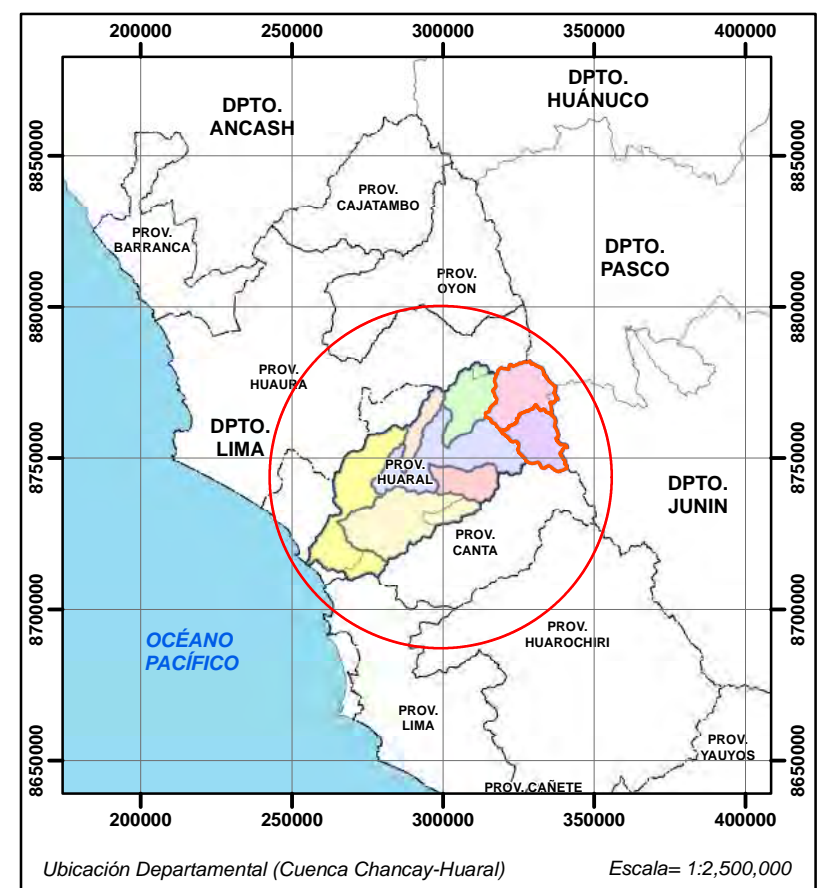 200000 250000 300000 350000 400000
DPTO.
HUÁNUCO
DPTO.
ANCASH
8850000
8850000
PROV.
CAJATAMBO
PROV.
BARRANCA
DPTO.
PASCO
PROV.
OYON
8800000
8800000
PROV.
HUAURA
DPTO.
LIMA
PROV.
HUARAL
8750000
8750000
DPTO.
JUNIN
PROV.
CANTA
8700000
8700000
OCÉANO
PACÍFICO
PROV.
HUAROCHIRI
PROV.
LIMA
PROV.
YAUYOS
8650000
8650000
PROV. CAÑETE
200000 250000 300000 350000 400000
Ubicación Departamental (Cuenca Chancay-Huaral) Escala= 1:2,500,000